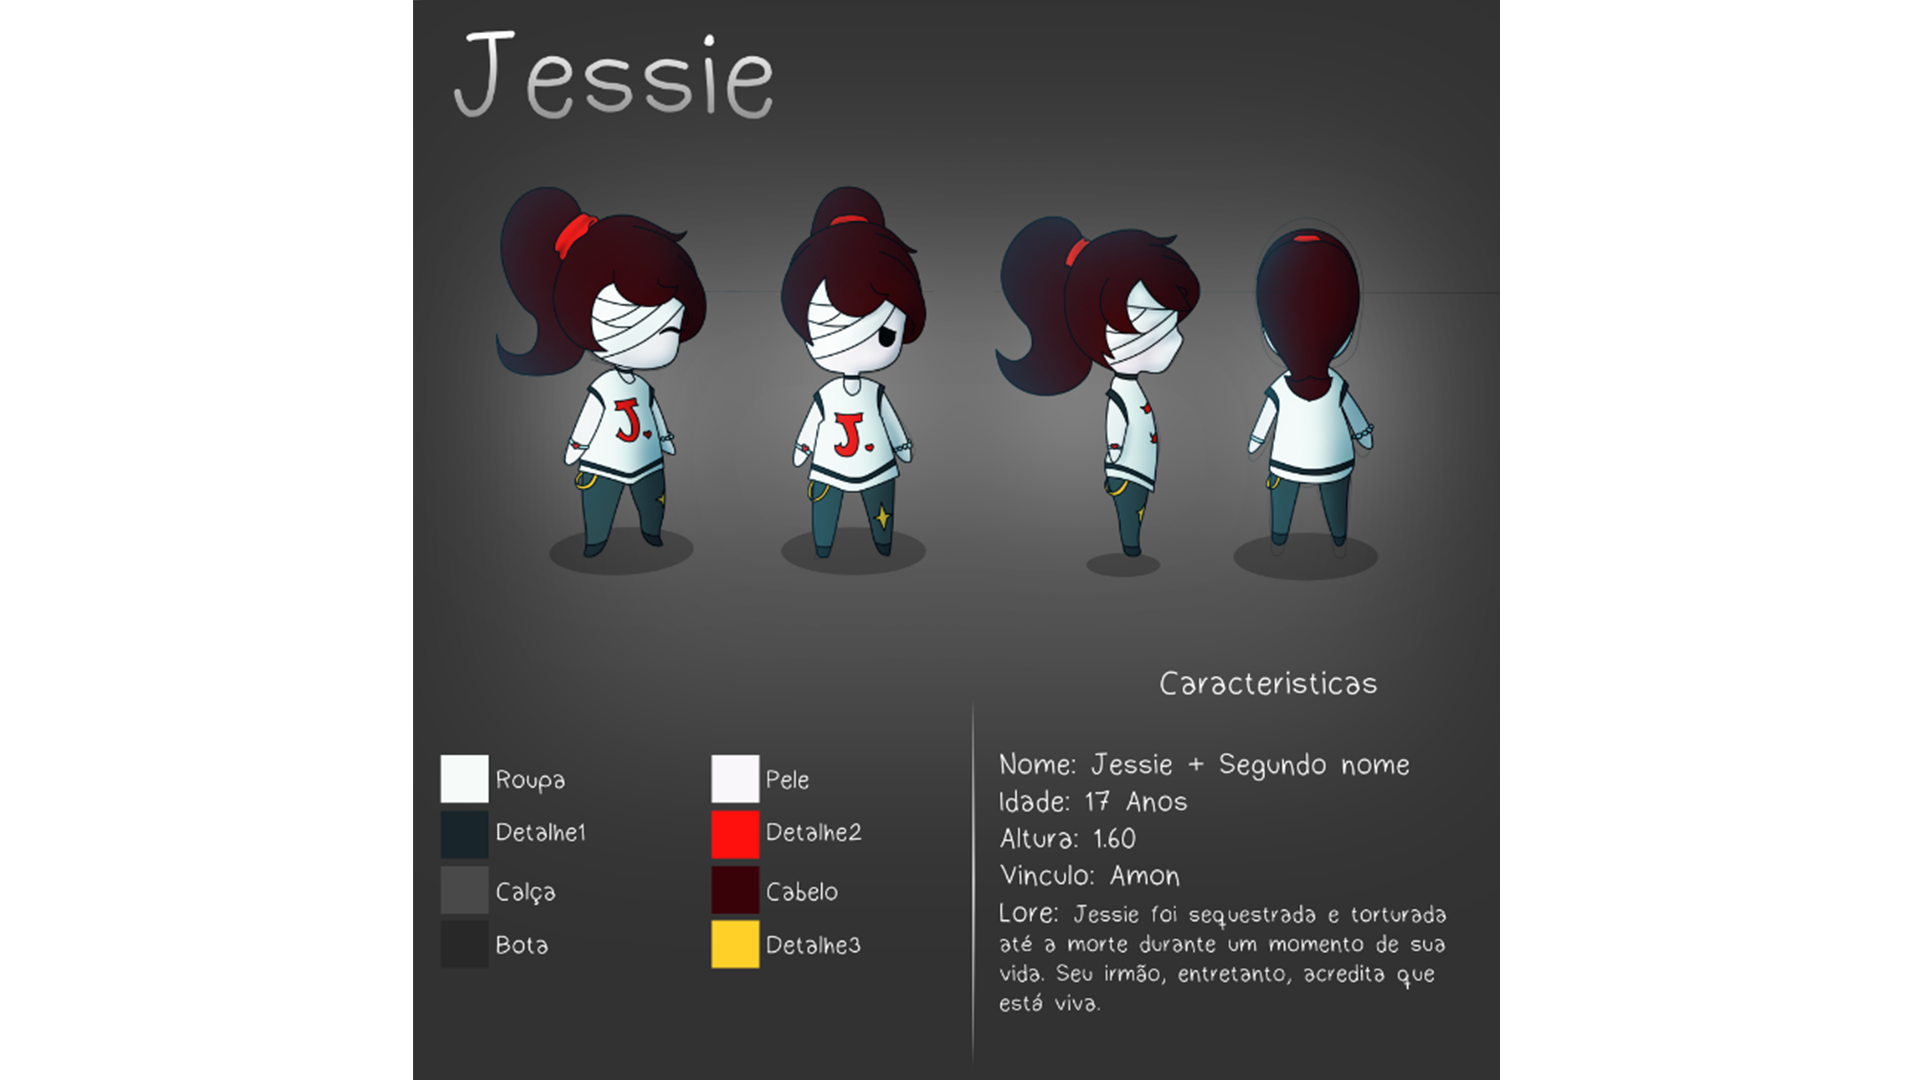 Jessie
J.
J.
Roupa
Detalhe1
Calça
Bota
Pele
Detalhe2
Cabelo
Detalhe3
Caracteristicas
Nome: Jessie + Segundo nome
Idade: 17 Anos
Altura: 1.60
Vinculo: Amon
Lore: Jessie foi sequestrada e torturada
até a morte durante um momento de sua
vida. Seu irmão, entretanto, acredita que
está viva.